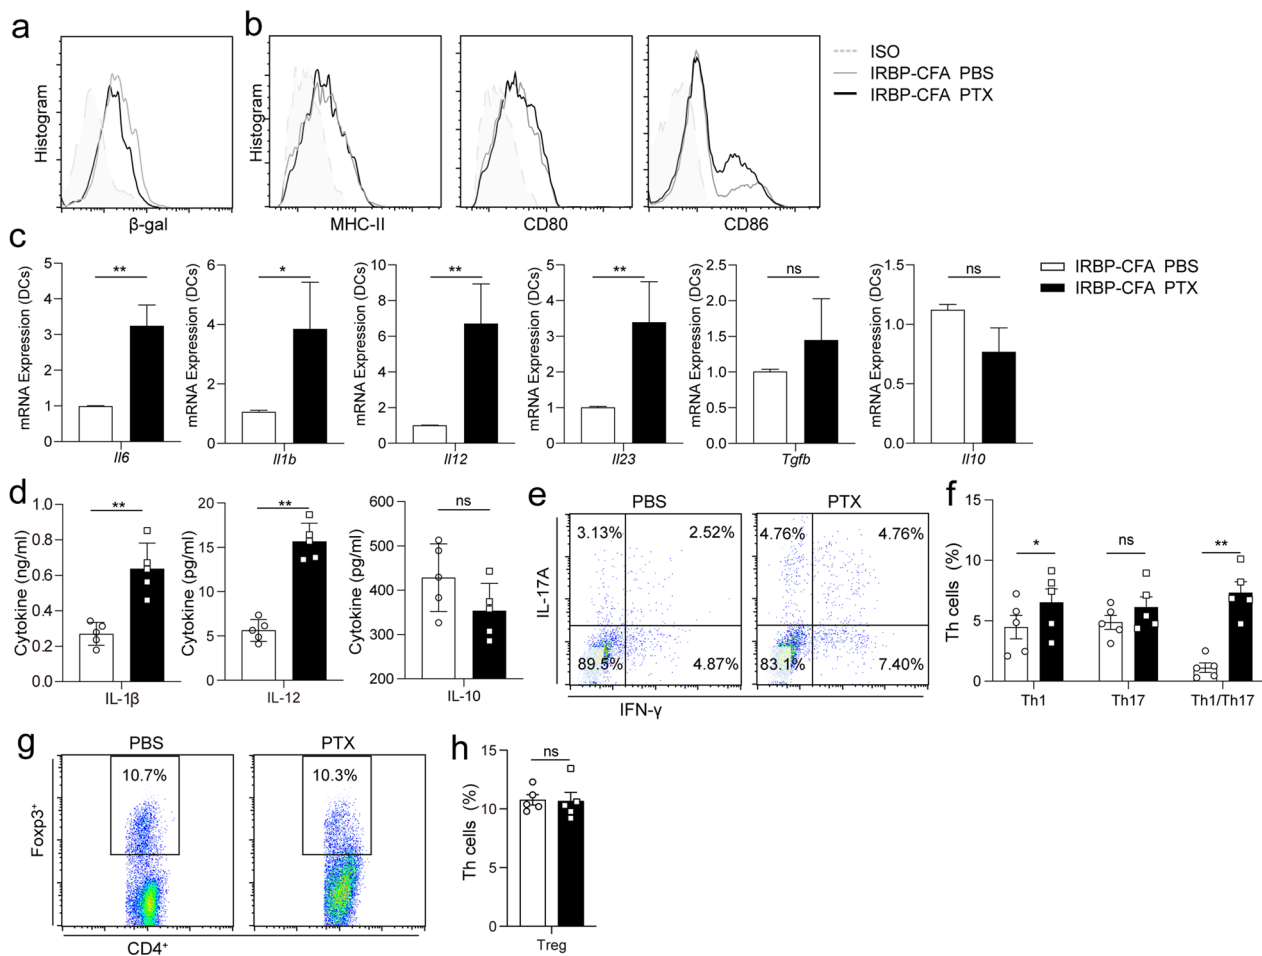 a
Histogram
β-gal
b
Histogram
MHC-II
CD80
CD86
ISO
IRBP-CFA PBS
IRBP-CFA PTX
c
mRNA Expression (DCs)
5
4
3
2
1
0
**
Il6
mRNA Expression (DCs)
6
4
2
0
*
Il1b
mRNA Expression (DCs)
10
8
6
4
2
0
**
Il12
mRNA Expression (DCs)
5
4
3
2
1
0
**
Il23
mRNA Expression (DCs)
2.5
2.0
1.5
1.0
0.5
0.0
ns
Tgfb
mRNA Expression (DCs)
1.5
1.0
0.5
0.0
ns
Il10
IRBP-CFA PBS
IRBP-CFA PTX
d
Cytokine (ng/ml)
1.0
0.8
0.6
0.4
0.2
0.0
**
IL-1β
Cytokine (pg/ml)
20
15
10
5
0
**
IL-12
Cytokine (pg/ml)
600
500
400
300
200
ns
IL-10
e
PBS
PTX
IL-17A
3.13%
2.52%
89.5%
4.87%
4.76%
4.76%
83.1%
7.40%
IFN-γ
f
Th cells (%)
15
10
5
0
*
ns
**
Th1
Th17
Th1/Th17
g
PBS
PTX
Foxp3⁺
10.7%
10.3%
CD4⁺
h
Th cells (%)
15
10
5
0
ns
Treg